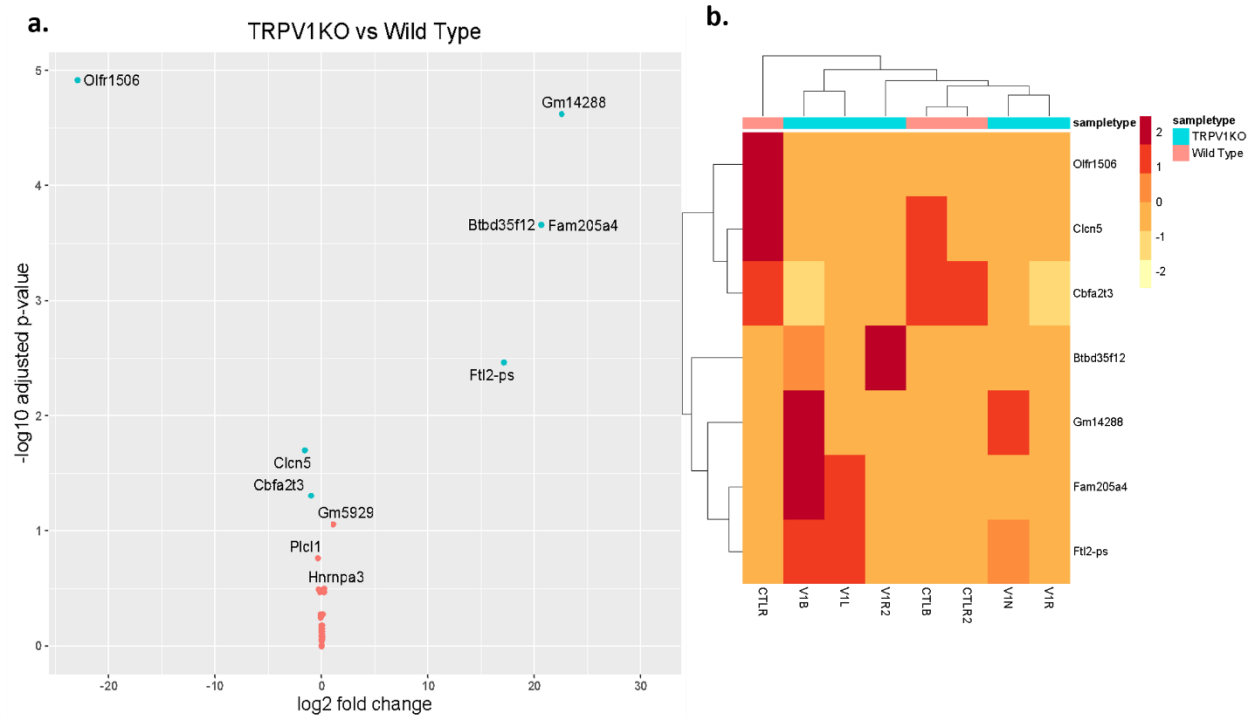 a.
TRPV1KO vs Wild Type
5
4
3
2
1
0
-log10 adjusted p-value
Olfr1506
Gm14288
Btbd35f12 Fam205a4
Ftl2-ps
Clcn5
Cbfa2t3
Gm5929
Plcl1
Hnrnpa3
-20 -10 0 10 20 30
log2 fold change
b.
sampletype
Olfr1506
Clcn5
Cbfa2t3
Btbd35f12
Gm14288
Fam205a4
Ftl2-ps
CTLR V1B V1L V1R2 CTLB CTLR2 V1N V1R
2
1
0
-1
-2
sampletype
TRPV1KO
Wild Type